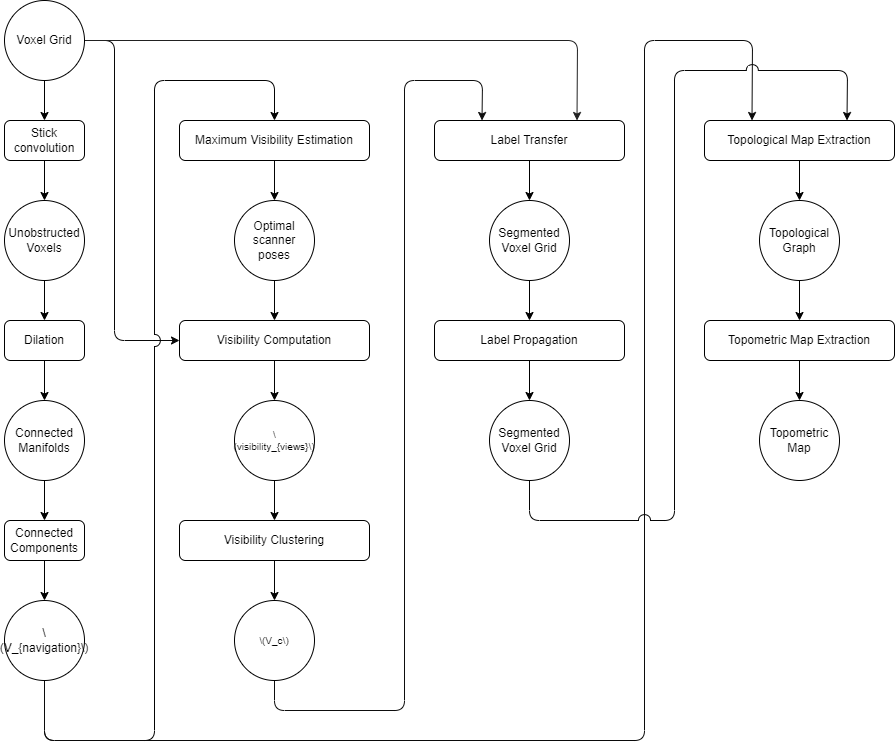 Voxel Grid
Stick
convolution
Unobstructed
Voxels
Dilation
Connected
Manifolds
Connected
Components
\
(V_{navigation}\)
Maximum Visibility Estimation
Optimal
scanner
poses
Visibility Computation
\
(visibility_{views}\)
Visibility Clustering
\(V_c\)
Label Transfer
Segmented
Voxel Grid
Label Propagation
Segmented
Voxel Grid
Topological Map Extraction
Topological
Graph
Topometric Map Extraction
Topometric
Map